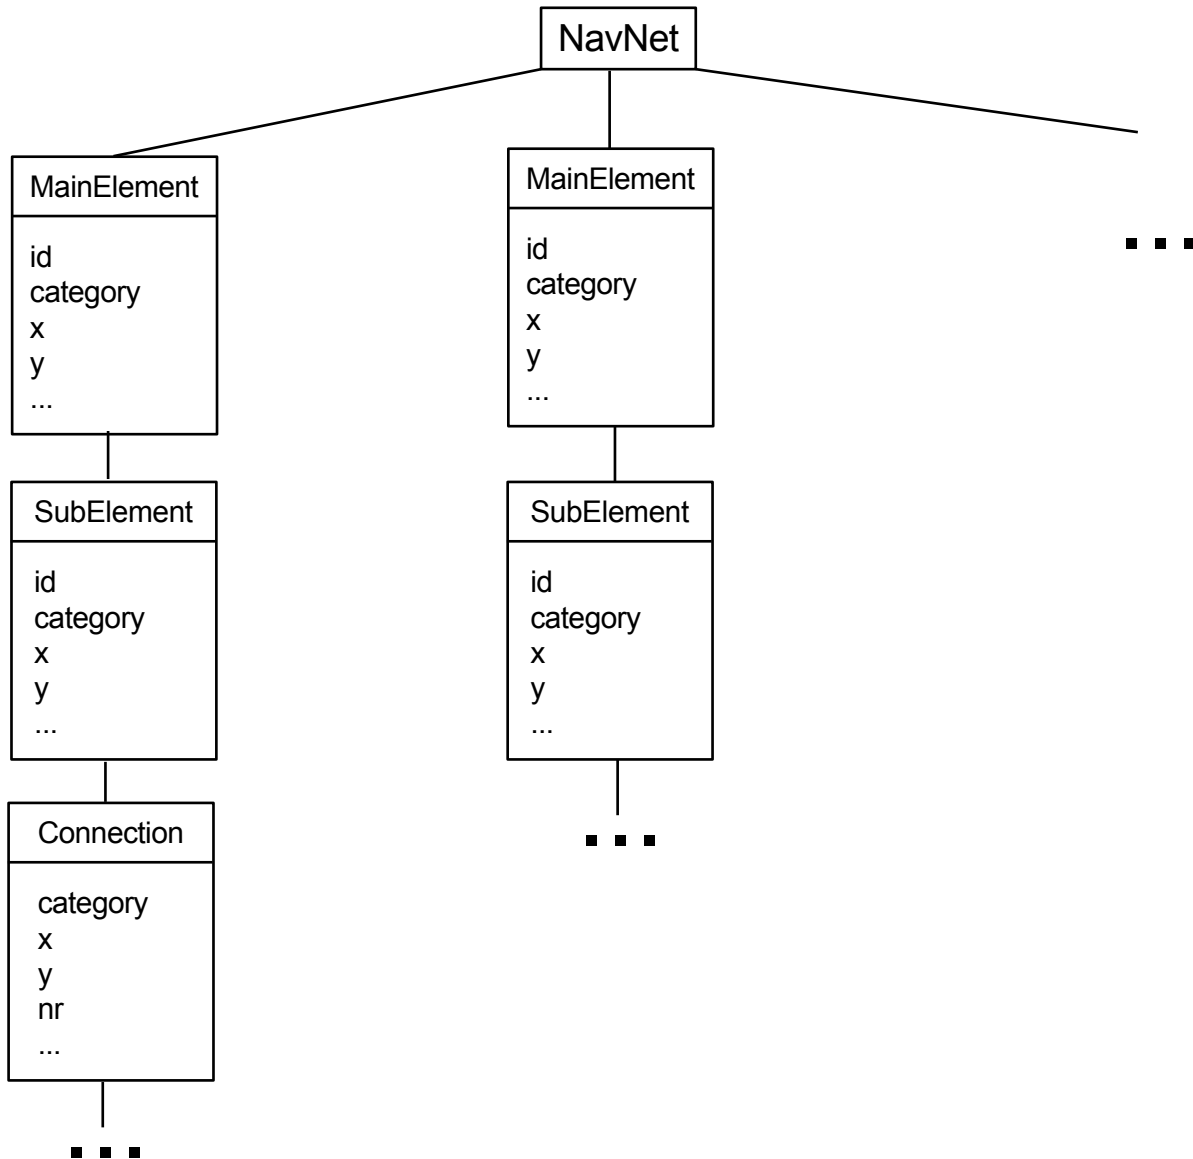 NavNet
MainElement
id
category
x
y
...
SubElement
id
category
x
y
...
Connection
category
x
y
nr
...
...
MainElement
id
category
x
y
...
SubElement
id
category
x
y
...
...
...